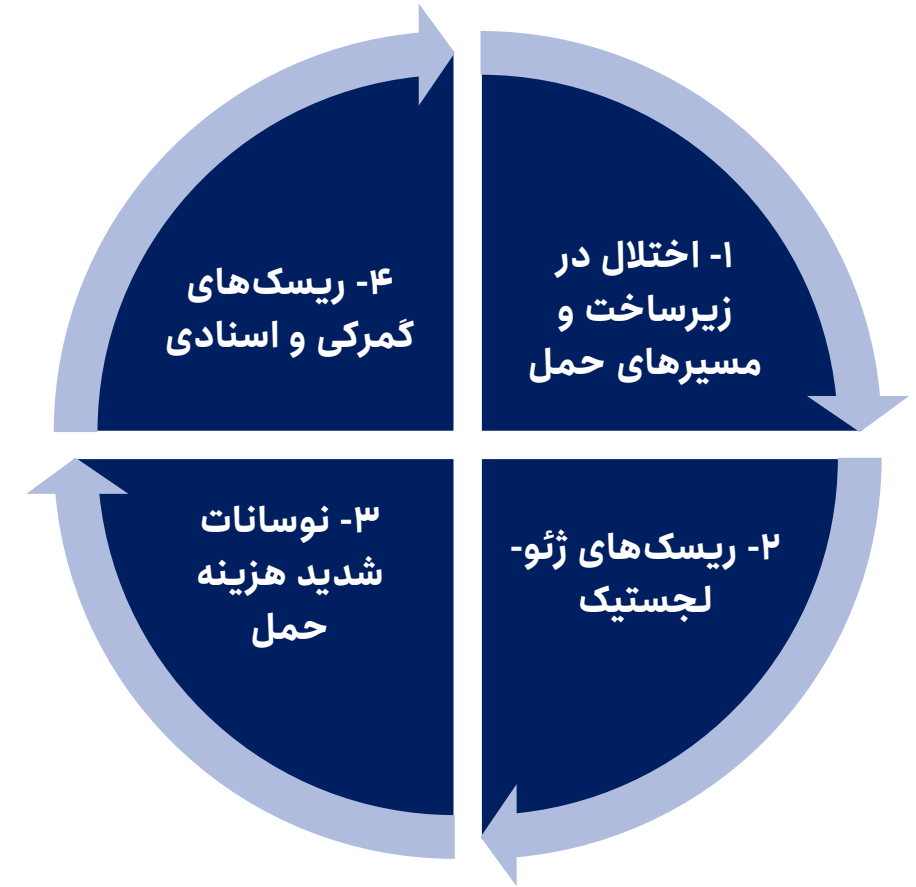 ۱- اختلال در
زیرساخت و
مسیرهای حمل
۲- ریسک‌های ژئو-
لجستیک
۳- نوسانات
شدید هزینه
حمل
۴- ریسک‌های
گمرکی و اسنادی